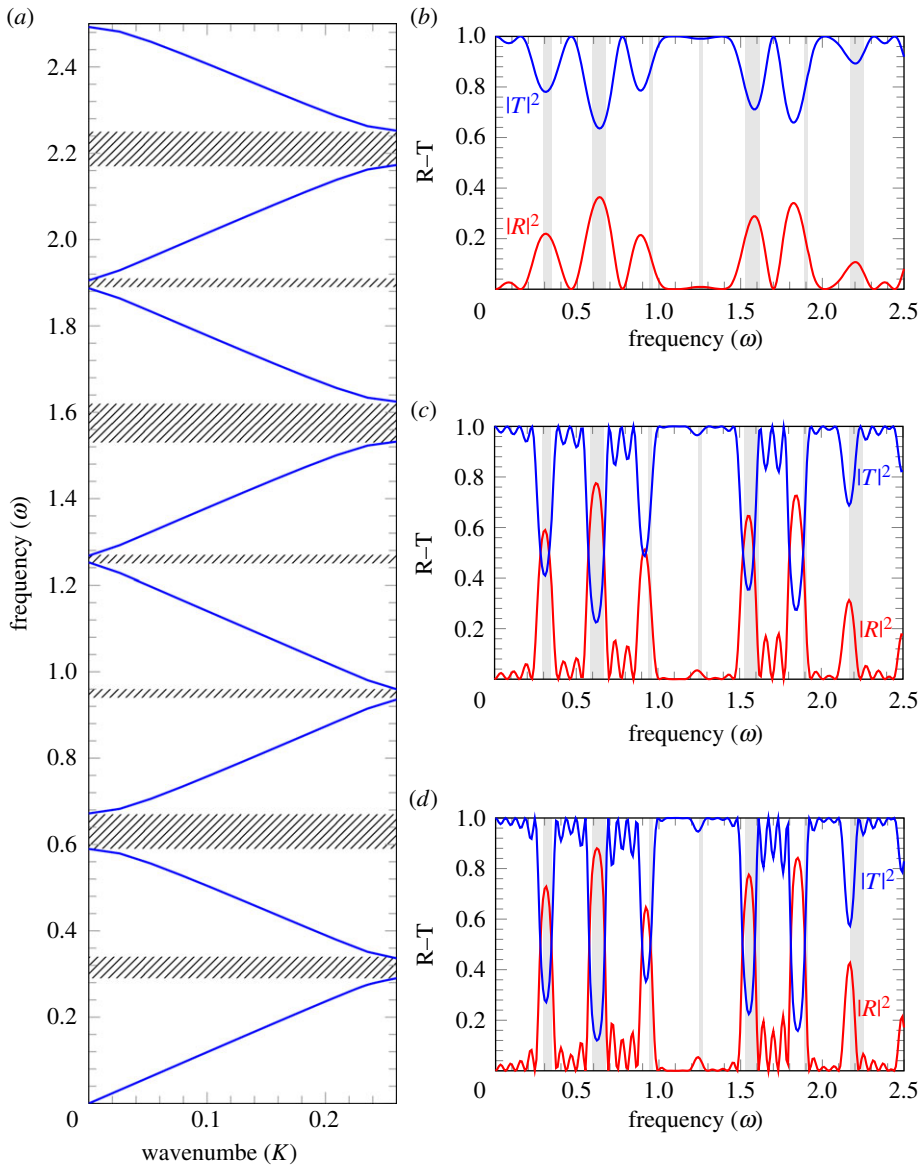 (a)
2.4
2.2
2.0
1.8
1.6
1.4
1.2
1.0
0.8
0.6
0.4
0.2
0 0.1 0.2
frequency (ω)
wavenumbe (K)
(b)
1.0
0.8
0.6
0.4
0.2
R–T
|T|²
|R|²
0 0.5 1.0 1.5 2.0 2.5
frequency (ω)
(c)
1.0
0.8
0.6
0.4
0.2
R–T
|T|²
|R|²
0 0.5 1.0 1.5 2.0 2.5
frequency (ω)
(d)
1.0
0.8
0.6
0.4
0.2
R–T
|T|²
|R|²
0 0.5 1.0 1.5 2.0 2.5
frequency (ω)